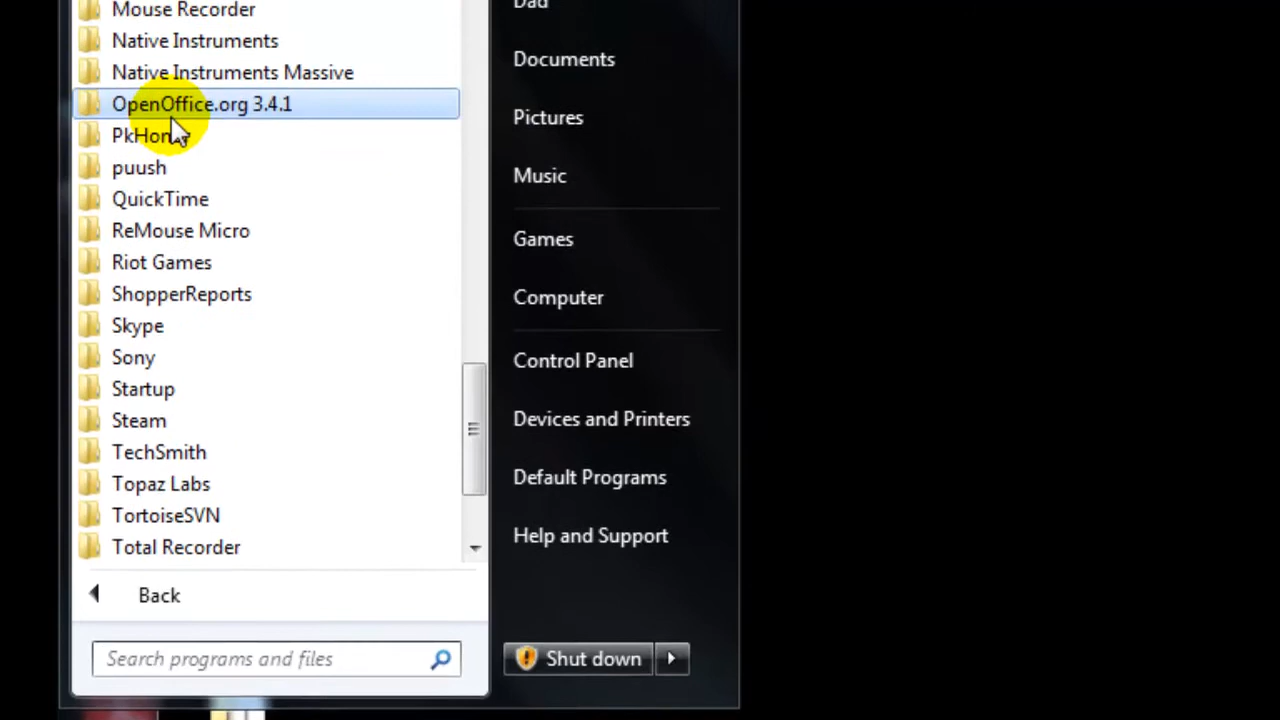 Mouse Recorder
Native Instruments
Native Instruments Massive
OpenOffice.org 3.4.1
puush
QuickTime
ReMouse Micro
Riot Games
ShopperReports
Skype
Sony
Startup
Steam
TechSmith
Topaz Labs
TortoiseSVN
Total Recorder
Back
Search programs and files
Dad
Documents
Pictures
Music
Games
Computer
Control Panel
Devices and Printers
Default Programs
Help and Support
Shut down